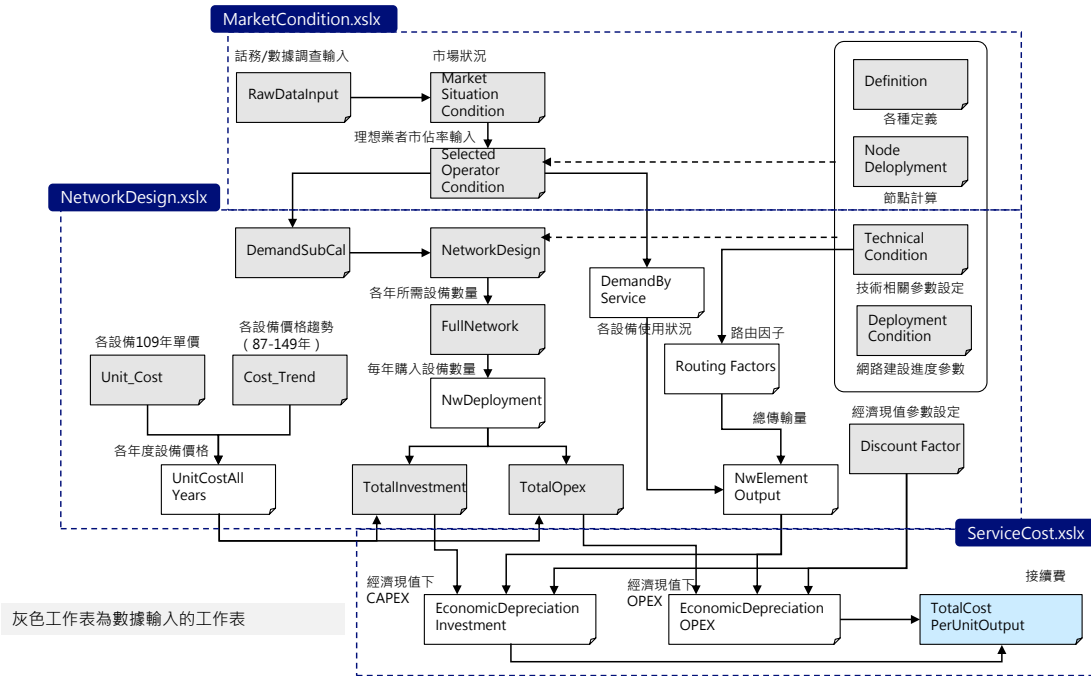 MarketCondition.xslx
話務/數據調查輸入
市場狀況
RawDataInput
Market
Situation
Condition
Definition
各種定義
理想業者市佔率輸入
Selected
Operator
Condition
Node
Deloplyment
節點計算
NetworkDesign.xslx
DemandSubCal
NetworkDesign
Technical
Condition
技術相關參數設定
DemandBy
Service
各年所需設備數量
各設備使用狀況
FullNetwork
Deployment
Condition
網路建設進度參數
各設備109年單價
各設備價格趨勢
(87-149年)
路由因子
Unit_Cost
Cost_Trend
Routing Factors
每年購入設備數量
NwDeployment
總傳輸量
經濟現值參數設定
Discount Factor
各年度設備價格
UnitCostAll
Years
TotalInvestment
TotalOpex
NwElement
Output
ServiceCost.xslx
經濟現值下
CAPEX
經濟現值下
OPEX
接續費
EconomicDepreciation
Investment
EconomicDepreciation
OPEX
TotalCost
PerUnitOutput
灰色工作表為數據輸入的工作表